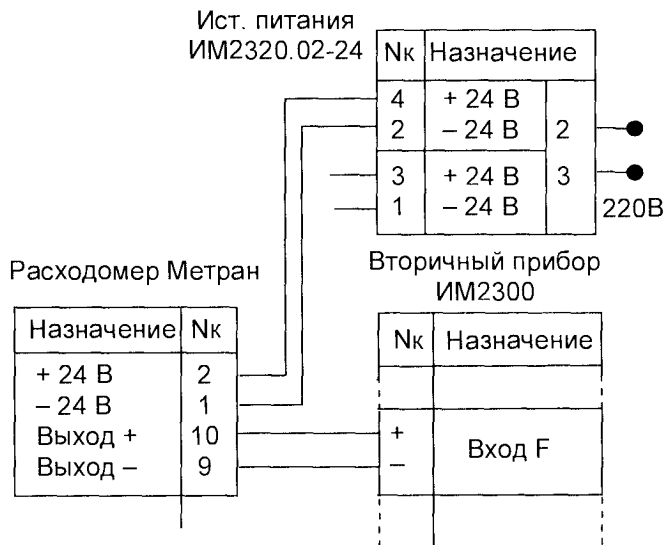 Ист. питания
ИМ2320.02-24
Nк Назначение
4 + 24 В
2 – 24 В 2
3 + 24 В 3
1 – 24 В
220В
Расходомер Метран
Назначение Nк
+ 24 В 2
– 24 В 1
Выход + 10
Выход – 9
Вторичный прибор
ИМ2300
Nк Назначение
+
–
Вход F